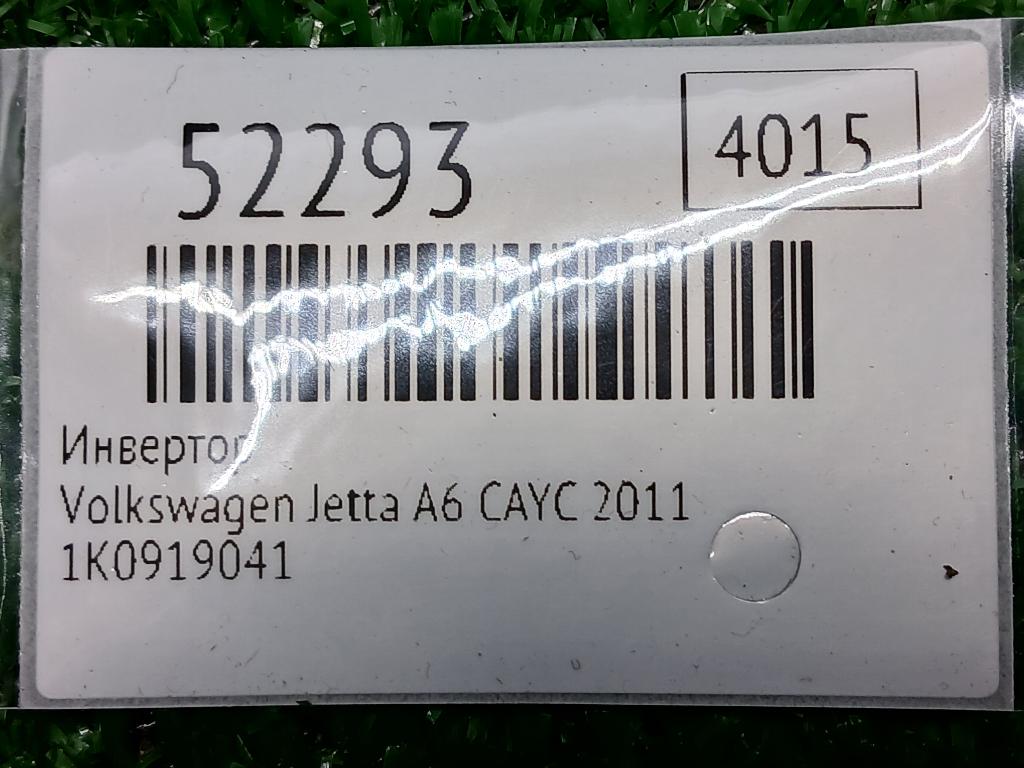 52293
4015
Инвертор
Volkswagen Jetta A6 CAYC 2011
1K0919041